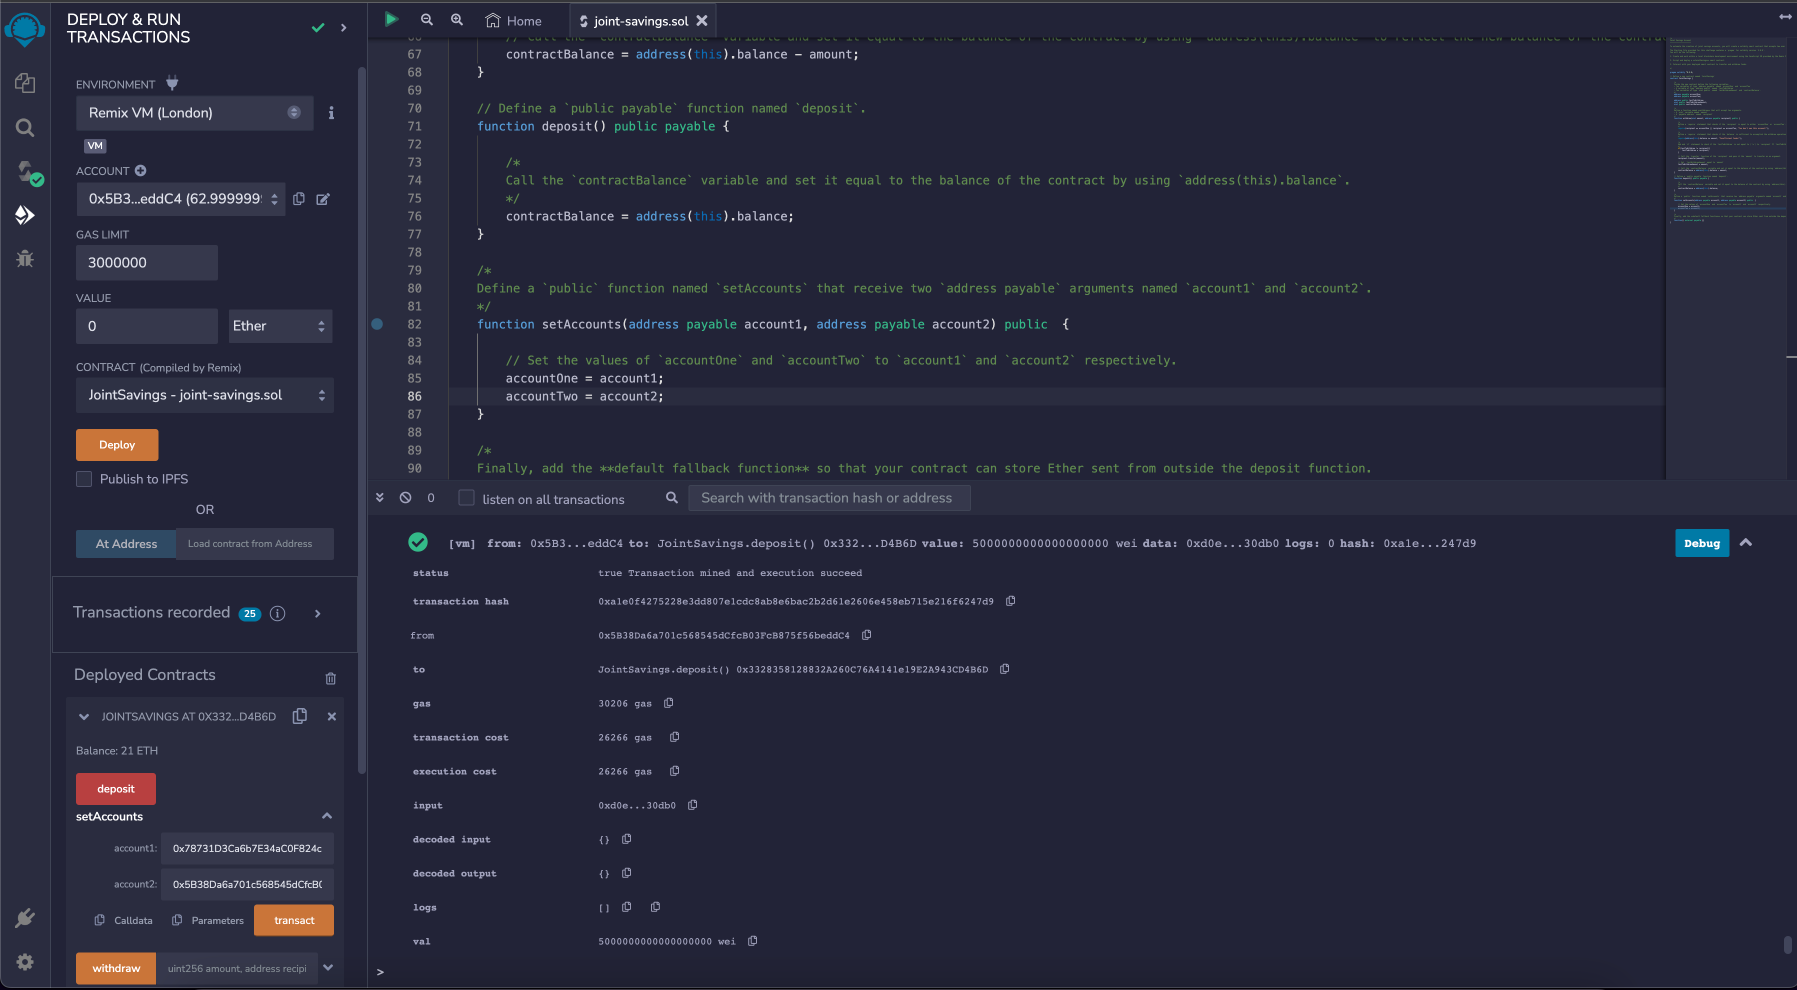 DEPLOY & RUN
TRANSACTIONS
ENVIRONMENT
Remix VM (London)
VM
ACCOUNT
0x5B3...eddC4 (62.999999
GAS LIMIT
3000000
VALUE
0
Ether
CONTRACT (Compiled by Remix)
JointSavings - joint-savings.sol
Deploy
Publish to IPFS
OR
At Address
Load contract from Address
Transactions recorded 25
Deployed Contracts
JOINTSAVINGS AT 0X332...D4B6D
Balance: 21 ETH
deposit
setAccounts
account1: 0x78731D3Ca6b7E34aC0F824c
account2: 0x5B38Da6a701c568545dCfcB0
Calldata Parameters transact
withdraw uint256 amount, address recipi
Home joint-savings.sol
66 // Call the `contractBalance` variable and set it equal to the balance of the contract by using `address(this).balance` to reflect the new balance of the contra
67 contractBalance = address(this).balance - amount;
68 }
69
70 // Define a `public payable` function named `deposit`.
71 function deposit() public payable {
72
73 /*
74 Call the `contractBalance` variable and set it equal to the balance of the contract by using `address(this).balance`.
75 */
76 contractBalance = address(this).balance;
77 }
78
79 /*
80 Define a `public` function named `setAccounts` that receive two `address payable` arguments named `account1` and `account2`.
81 */
82 function setAccounts(address payable account1, address payable account2) public {
83
84 // Set the values of `accountOne` and `accountTwo` to `account1` and `account2` respectively.
85 accountOne = account1;
86 accountTwo = account2;
87 }
88
89 /*
90 Finally, add the **default fallback function** so that your contract can store Ether sent from outside the deposit function.
0 listen on all transactions Search with transaction hash or address
[vm] from: 0x5B3...eddC4 to: JointSavings.deposit() 0x332...D4B6D value: 5000000000000000000 wei data: 0xd0e...30db0 logs: 0 hash: 0xa1e...247d9 Debug
status true Transaction mined and execution succeed
transaction hash 0xa1e0f4275228e3dd807e1cdc8ab8e6bac2b2d61e2606e458eb715e216f6247d9
from 0x5B38Da6a701c568545dCfcB03FcB875f56beddC4
to JointSavings.deposit() 0x3328358128832A260C76A4141e19E2A943CD4B6D
gas 30206 gas
transaction cost 26266 gas
execution cost 26266 gas
input 0xd0e...30db0
decoded input {}
decoded output {}
logs []
val 5000000000000000000 wei
>